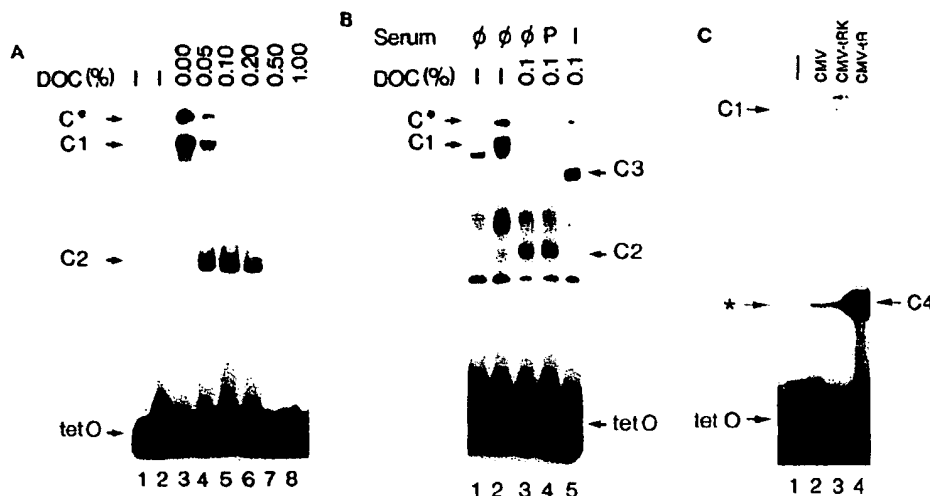 A
DOC (%) | | 0.00 0.05 0.10 0.20 0.50 1.00
C*
C1
C2
tet O
1 2 3 4 5 6 7 8
B
Serum ϕ ϕ ϕ P I
DOC (%) | | 0.1 0.1 0.1
C*
C1
C3
C2
tet O
1 2 3 4 5
C
| CMV CMV-tRK CMV-tR
C1
*
C4
tet O
1 2 3 4